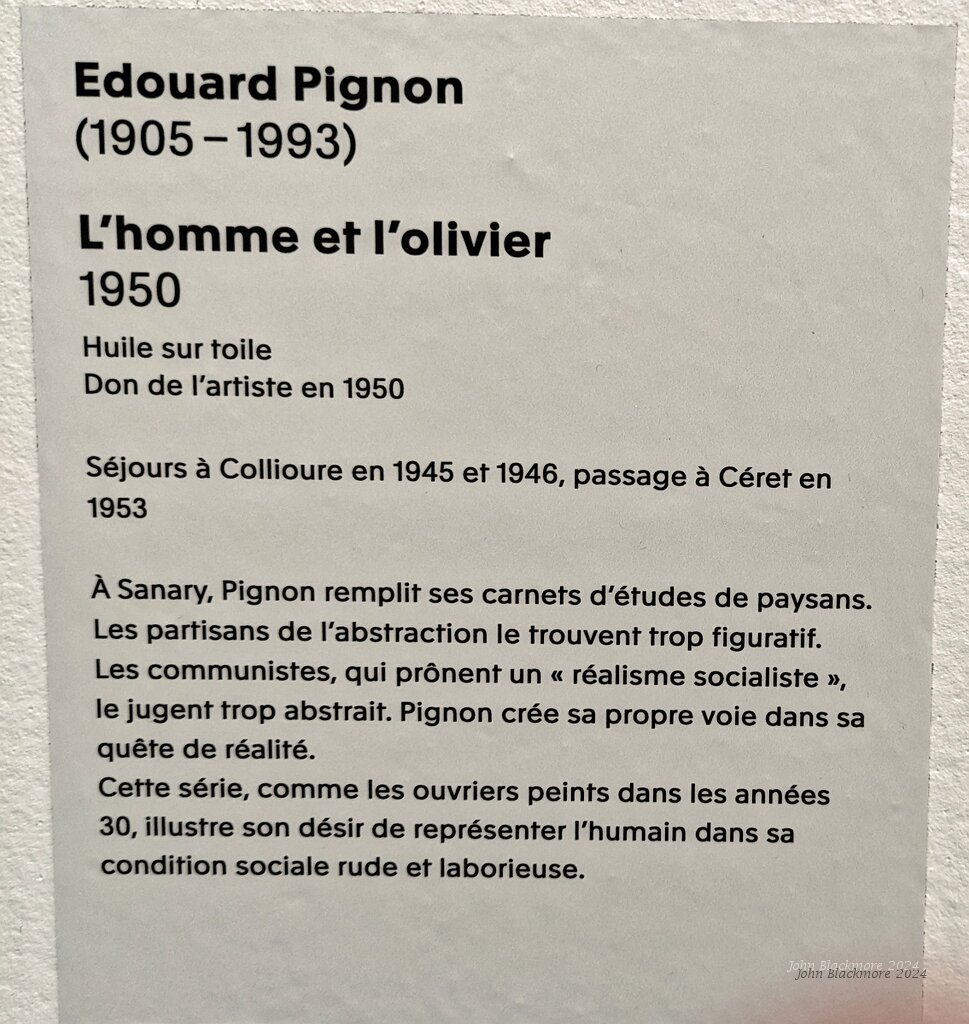 Edouard Pignon
(1905 – 1993)
L'homme et l'olivier
1950
Huile sur toile
Don de l'artiste en 1950
Séjours à Collioure en 1945 et 1946, passage à Céret en
1953
À Sanary, Pignon remplit ses carnets d'études de paysans.
Les partisans de l'abstraction le trouvent trop figuratif.
Les communistes, qui prônent un « réalisme socialiste »,
le jugent trop abstrait. Pignon crée sa propre voie dans sa
quête de réalité.
Cette série, comme les ouvriers peints dans les années
30, illustre son désir de représenter l'humain dans sa
condition sociale rude et laborieuse.
John Blackmore 2024
John Blackmore 2024